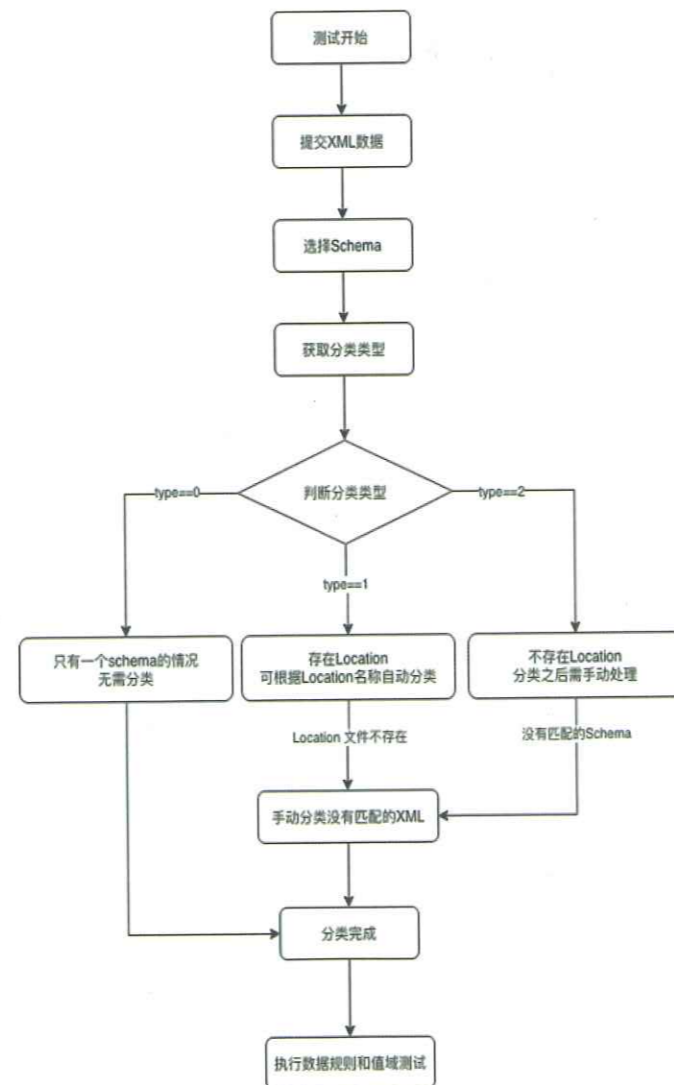 测试开始
提交XML数据
选择Schema
获取分类类型
判断分类类型
type==0
type==2
type==1
只有一个schema的情况
无需分类
存在Location
可根据Location名称自动分类
不存在Location
分类之后需手动处理
Location 文件不存在
没有匹配的Schema
手动分类没有匹配的XML
分类完成
执行数据规则和值域测试